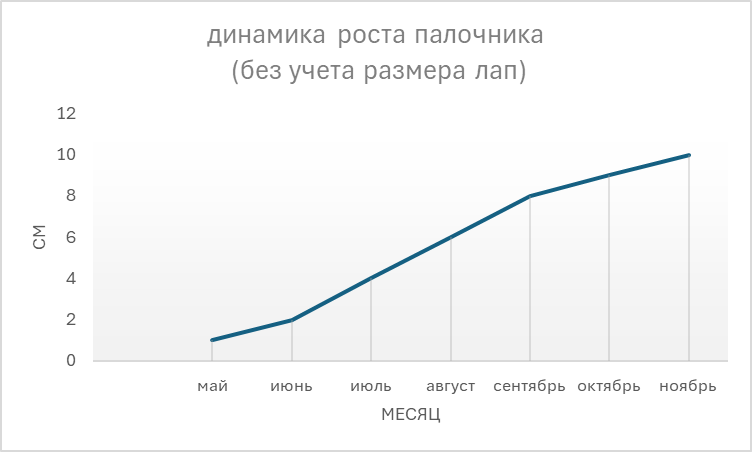 динамика роста палочника
(без учета размера лап)
12
10
8
6
4
2
0
СМ
май июнь июль август сентябрь октябрь ноябрь
МЕСЯЦ